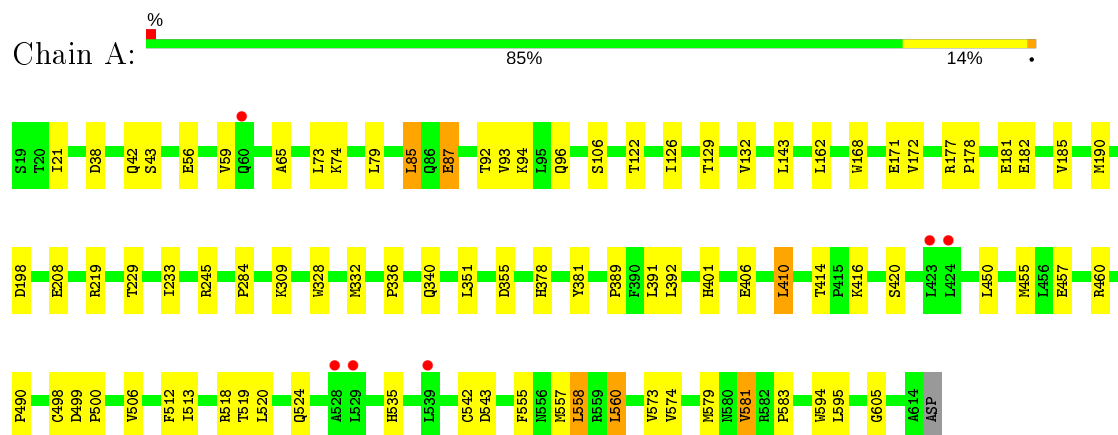 %
Chain A:
85% 14% •
S19 T20 I21 D38 Q42 S43 E56 V59 Q60 A65 L73 K74 L79 L85 Q86 E87 T92 V93 K94 L95 Q96 S106 T122 I126 T129 V132 L143 L162 W168 E171 V172 R177 P178 E181 E182 V185 M190
D198 E208 R219 T229 I233 R245 P284 K309 W328 M332 P336 Q340 L351 D355 H378 Y381 P389 F390 L391 L392 H401 E406 L410 T414 P415 K416 S420 L423 L424 L450 M455 L456 E457 R460
P490 C498 D499 P500 V506 F512 I513 R518 T519 L520 Q524 A528 L529 H535 L539 C542 D543 F555 N556 M557 L558 R559 L560 V573 V574 M579 N580 V581 R582 P583 W594 L595 G605 A614 ASP